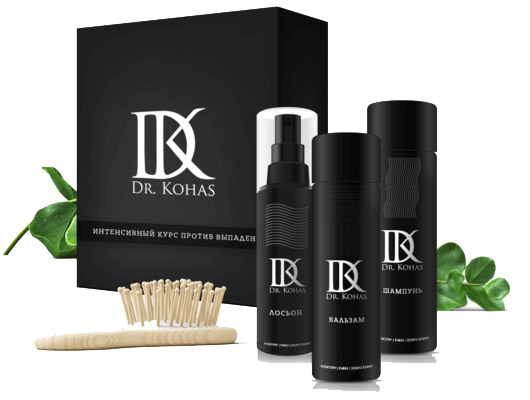 DK
DR. KOHAS
ИНТЕНСИВНЫЙ КУРС ПРОТИВ ВЫПАДЕН
DK
DR. KOHAS
ЛОСЬОН
DK
DR. KOHAS
БАЛЬЗАМ
DK
DR. KOHAS
ШАМПУНЬ